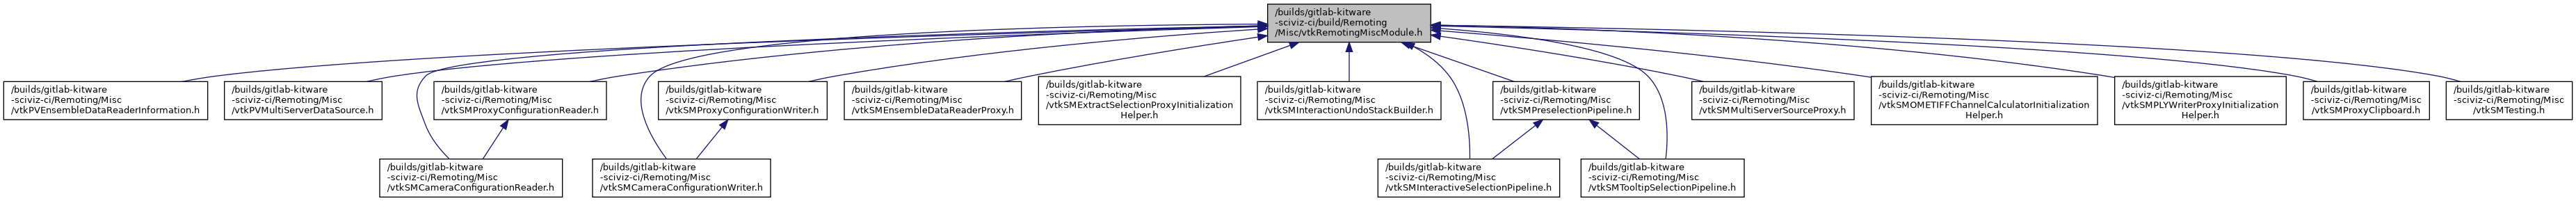 /builds/gitlab-kitware
-sciviz-ci/build/Remoting
/Misc/vtkRemotingMiscModule.h
/builds/gitlab-kitware
-sciviz-ci/Remoting/Misc
/vtkPVEnsembleDataReaderInformation.h
/builds/gitlab-kitware
-sciviz-ci/Remoting/Misc
/vtkPVMultiServerDataSource.h
/builds/gitlab-kitware
-sciviz-ci/Remoting/Misc
/vtkSMProxyConfigurationReader.h
/builds/gitlab-kitware
-sciviz-ci/Remoting/Misc
/vtkSMProxyConfigurationWriter.h
/builds/gitlab-kitware
-sciviz-ci/Remoting/Misc
/vtkSMEnsembleDataReaderProxy.h
/builds/gitlab-kitware
-sciviz-ci/Remoting/Misc
/vtkSMExtractSelectionProxyInitialization
Helper.h
/builds/gitlab-kitware
-sciviz-ci/Remoting/Misc
/vtkSMInteractionUndoStackBuilder.h
/builds/gitlab-kitware
-sciviz-ci/Remoting/Misc
/vtkSMPreselectionPipeline.h
/builds/gitlab-kitware
-sciviz-ci/Remoting/Misc
/vtkSMMultiServerSourceProxy.h
/builds/gitlab-kitware
-sciviz-ci/Remoting/Misc
/vtkSMOMETIFFChannelCalculatorInitialization
Helper.h
/builds/gitlab-kitware
-sciviz-ci/Remoting/Misc
/vtkSMPLYWriterProxyInitialization
Helper.h
/builds/gitlab-kitware
-sciviz-ci/Remoting/Misc
/vtkSMProxyClipboard.h
/builds/gitlab-kitware
-sciviz-ci/Remoting/Misc
/vtkSMTesting.h
/builds/gitlab-kitware
-sciviz-ci/Remoting/Misc
/vtkSMCameraConfigurationReader.h
/builds/gitlab-kitware
-sciviz-ci/Remoting/Misc
/vtkSMCameraConfigurationWriter.h
/builds/gitlab-kitware
-sciviz-ci/Remoting/Misc
/vtkSMInteractiveSelectionPipeline.h
/builds/gitlab-kitware
-sciviz-ci/Remoting/Misc
/vtkSMTooltipSelectionPipeline.h